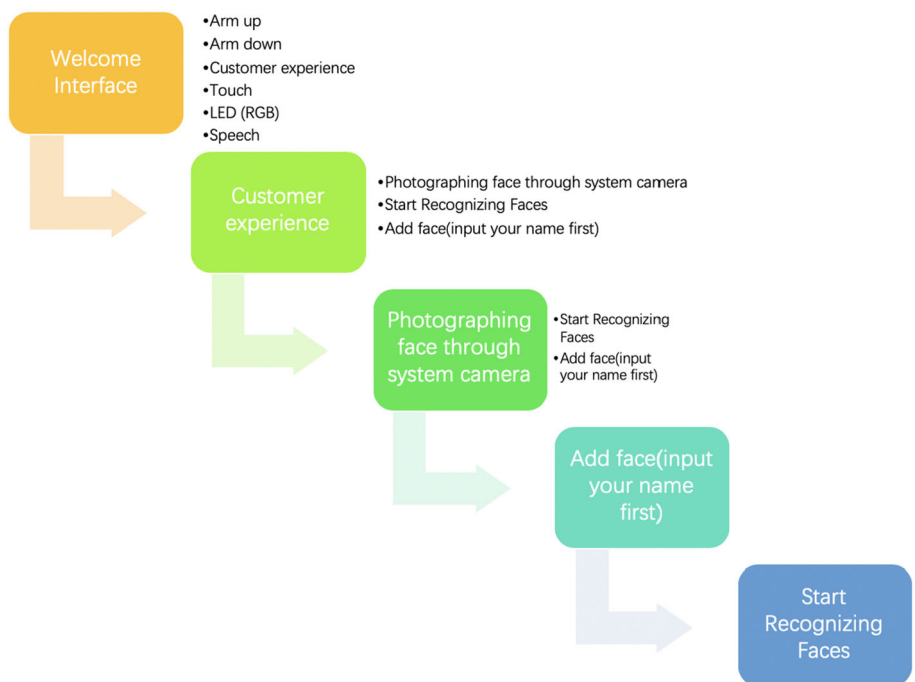 Welcome
Interface
•Arm up
•Arm down
•Customer experience
•Touch
•LED (RGB)
•Speech
Customer
experience
•Photographing face through system camera
•Start Recognizing Faces
•Add face(input your name first)
Photographing
face through
system camera
•Start Recognizing
Faces
•Add face(input
your name first)
Add face(input
your name
first)
Start
Recognizing
Faces